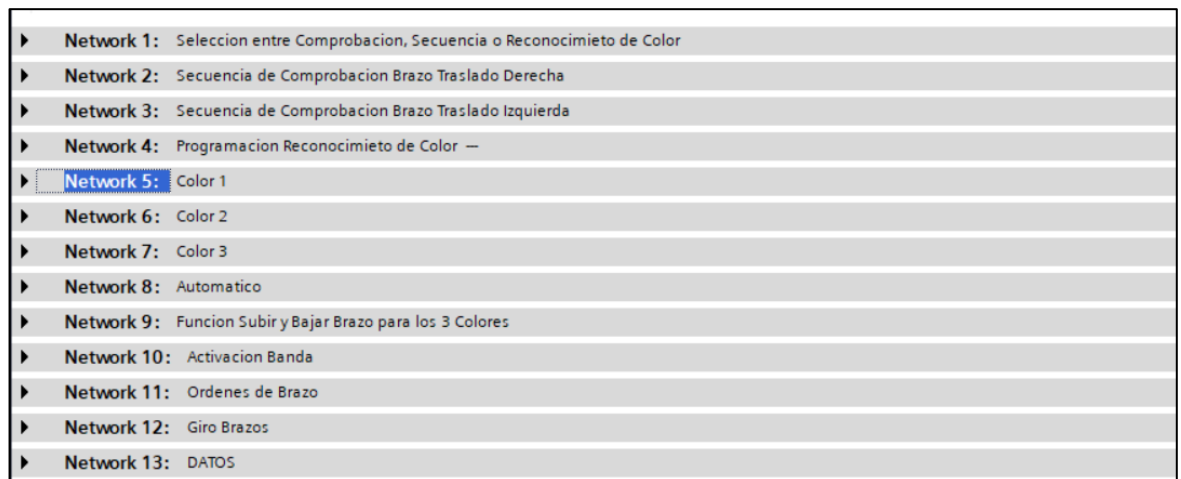 Network 1: Seleccion entre Comprobacion, Secuencia o Reconocimieto de Color
Network 2: Secuencia de Comprobacion Brazo Traslado Derecha
Network 3: Secuencia de Comprobacion Brazo Traslado Izquierda
Network 4: Programacion Reconocimieto de Color —
Network 5: Color 1
Network 6: Color 2
Network 7: Color 3
Network 8: Automatico
Network 9: Funcion Subir y Bajar Brazo para los 3 Colores
Network 10: Activacion Banda
Network 11: Ordenes de Brazo
Network 12: Giro Brazos
Network 13: DATOS